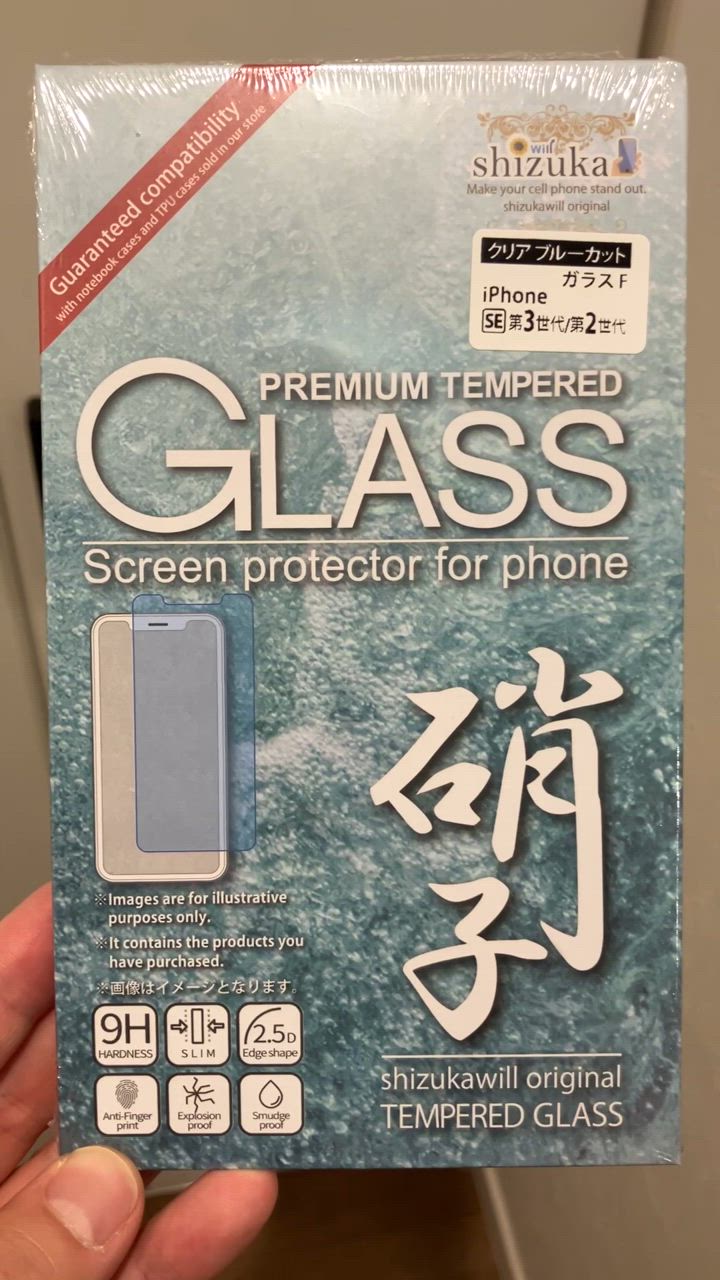 Guaranteed compatibility
with notebook cases and TPU cases sold in our store
will
shizuka
Make your cell phone stand out.
shizukawill original
クリア ブルーカット
ガラスF
iPhone
SE 第3世代/第2世代
PREMIUM TEMPERED
GLASS
Screen protector for phone
硝子
※Images are for illustrative
purposes only.
※It contains the products you
have purchased.
※画像はイメージとなります。
9H
HARDNESS
SLIM
2.5D
Edge shape
Anti-Finger
print
Explosion
proof
Smudge
proof
shizukawill original
TEMPERED GLASS